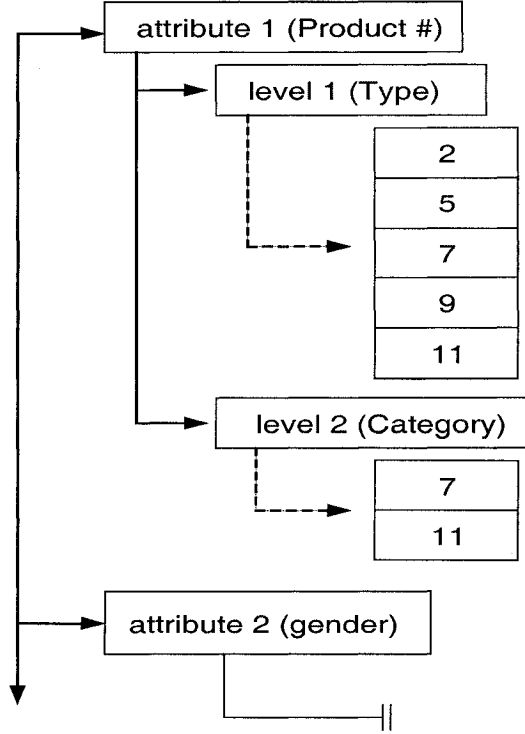 attribute 1 (Product #)
level 1 (Type)
2
5
7
9
11
level 2 (Category)
7
11
attribute 2 (gender)